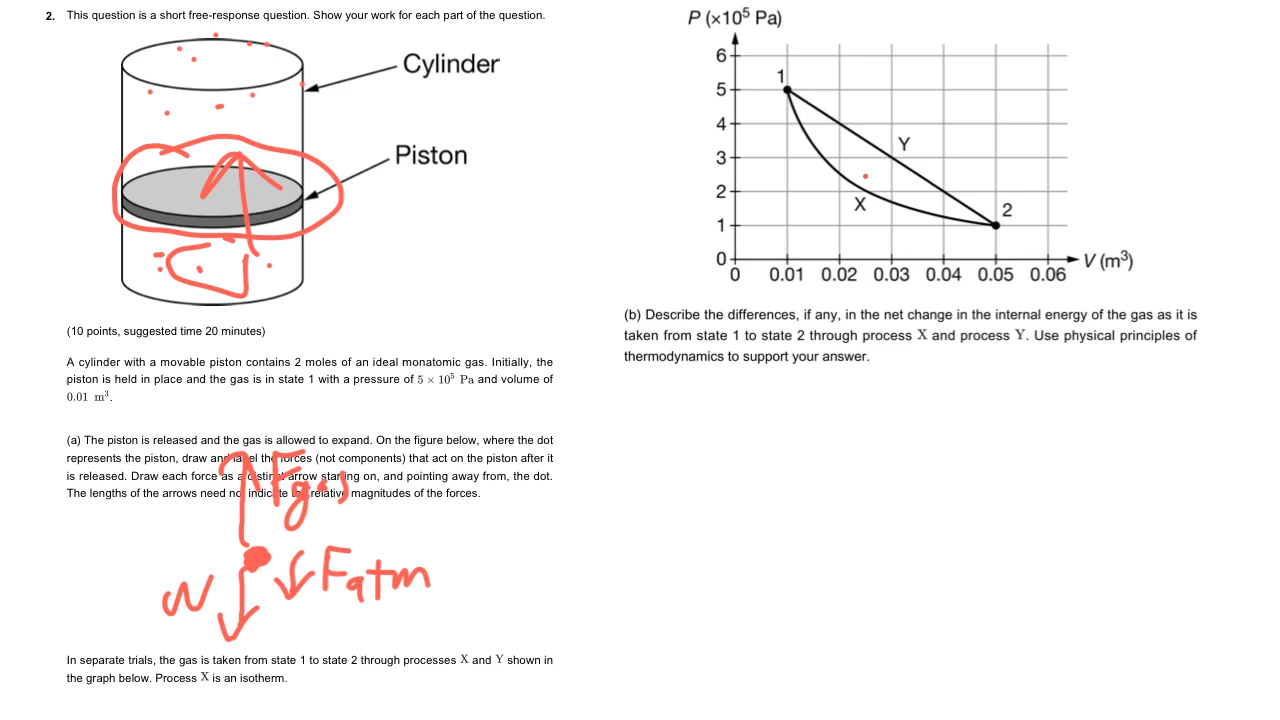 2. This question is a short free-response question. Show your work for each part of the question.
Cylinder
Piston
(10 points, suggested time 20 minutes)
A cylinder with a movable piston contains 2 moles of an ideal monatomic gas. Initially, the
piston is held in place and the gas is in state 1 with a pressure of 5 × 10⁵ Pa and volume of
0.01 m³.
(a) The piston is released and the gas is allowed to expand. On the figure below, where the dot
represents the piston, draw and label the forces (not components) that act on the piston after it
is released. Draw each force as a distinct arrow starting on, and pointing away from, the dot.
The lengths of the arrows need not indicate the relative magnitudes of the forces.
Fgas
Fatm
W
In separate trials, the gas is taken from state 1 to state 2 through processes X and Y shown in
the graph below. Process X is an isotherm.
P (×10⁵ Pa)
6
5
4
3
2
1
0
1
Y
X
2
0 0.01 0.02 0.03 0.04 0.05 0.06
V (m³)
(b) Describe the differences, if any, in the net change in the internal energy of the gas as it is
taken from state 1 to state 2 through process X and process Y. Use physical principles of
thermodynamics to support your answer.